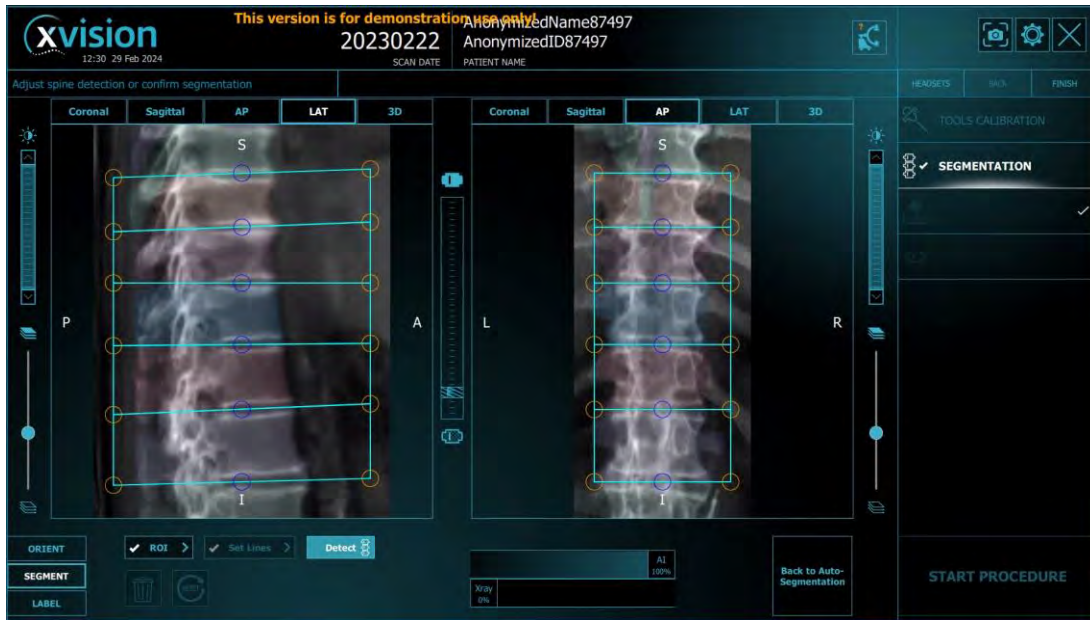 This version is for demonstration use only!
xvision
12:30 29 Feb 2024
20230222
SCAN DATE
AnonymizedName87497
AnonymizedID87497
PATIENT NAME
Adjust spine detection or confirm segmentation
HEADSETS BACK FINISH
Coronal Sagittal AP LAT 3D
Coronal Sagittal AP LAT 3D
TOOLS CALIBRATION
SEGMENTATION
S
S
P
A
L
R
I
I
ORIENT
SEGMENT
LABEL
ROI
Set Lines
Detect
RESET
AI
100%
Xray
0%
Back to Auto-
Segmentation
START PROCEDURE